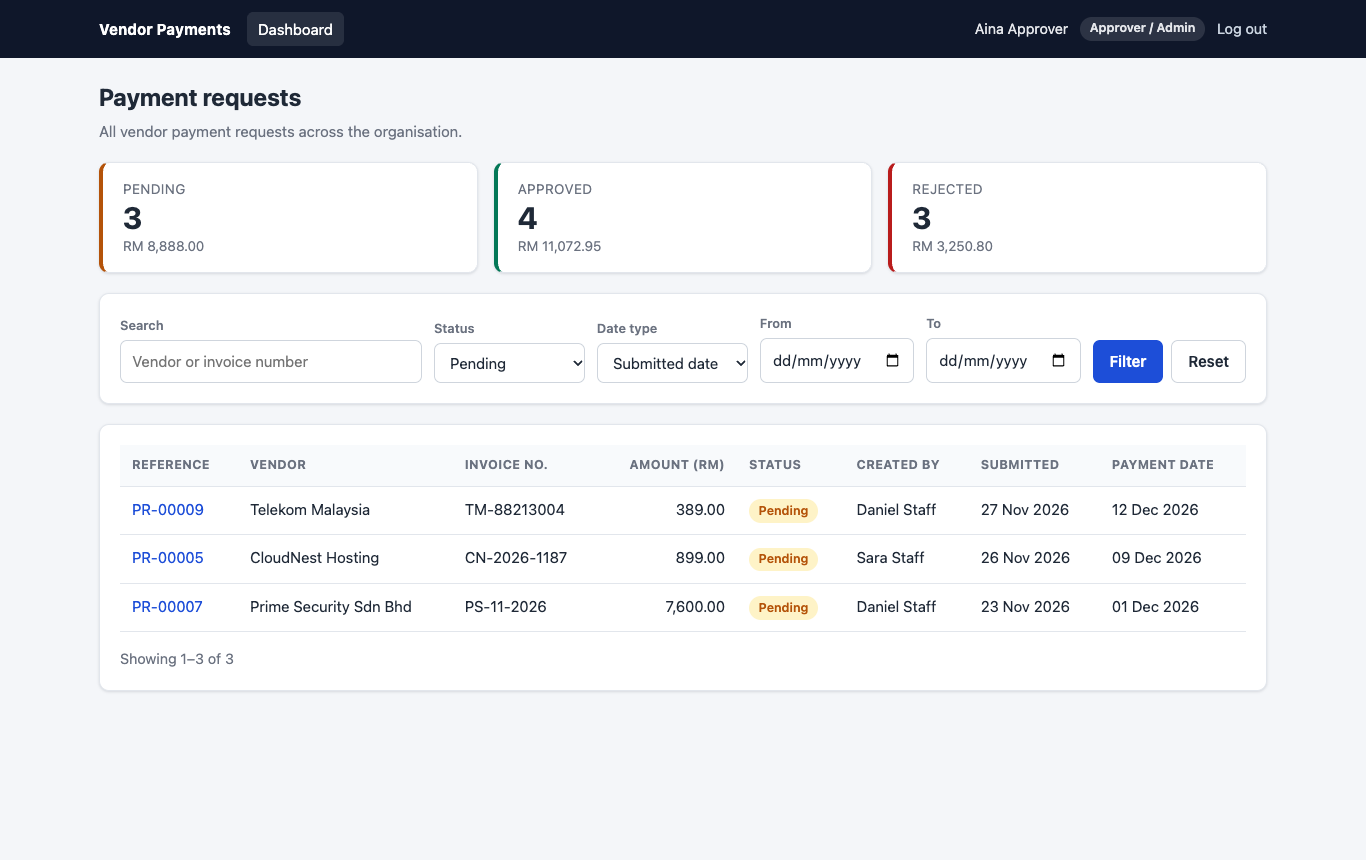 Vendor Payments Dashboard Aina Approver Approver / Admin Log out
Payment requests
All vendor payment requests across the organisation.
PENDING
3
RM 8,888.00
APPROVED
4
RM 11,072.95
REJECTED
3
RM 3,250.80
Search
Vendor or invoice number
Status
Pending
Date type
Submitted date
From
dd/mm/yyyy
To
dd/mm/yyyy
Filter
Reset
REFERENCE VENDOR INVOICE NO. AMOUNT (RM) STATUS CREATED BY SUBMITTED PAYMENT DATE
PR-00009 Telekom Malaysia TM-88213004 389.00 Pending Daniel Staff 27 Nov 2026 12 Dec 2026
PR-00005 CloudNest Hosting CN-2026-1187 899.00 Pending Sara Staff 26 Nov 2026 09 Dec 2026
PR-00007 Prime Security Sdn Bhd PS-11-2026 7,600.00 Pending Daniel Staff 23 Nov 2026 01 Dec 2026
Showing 1–3 of 3